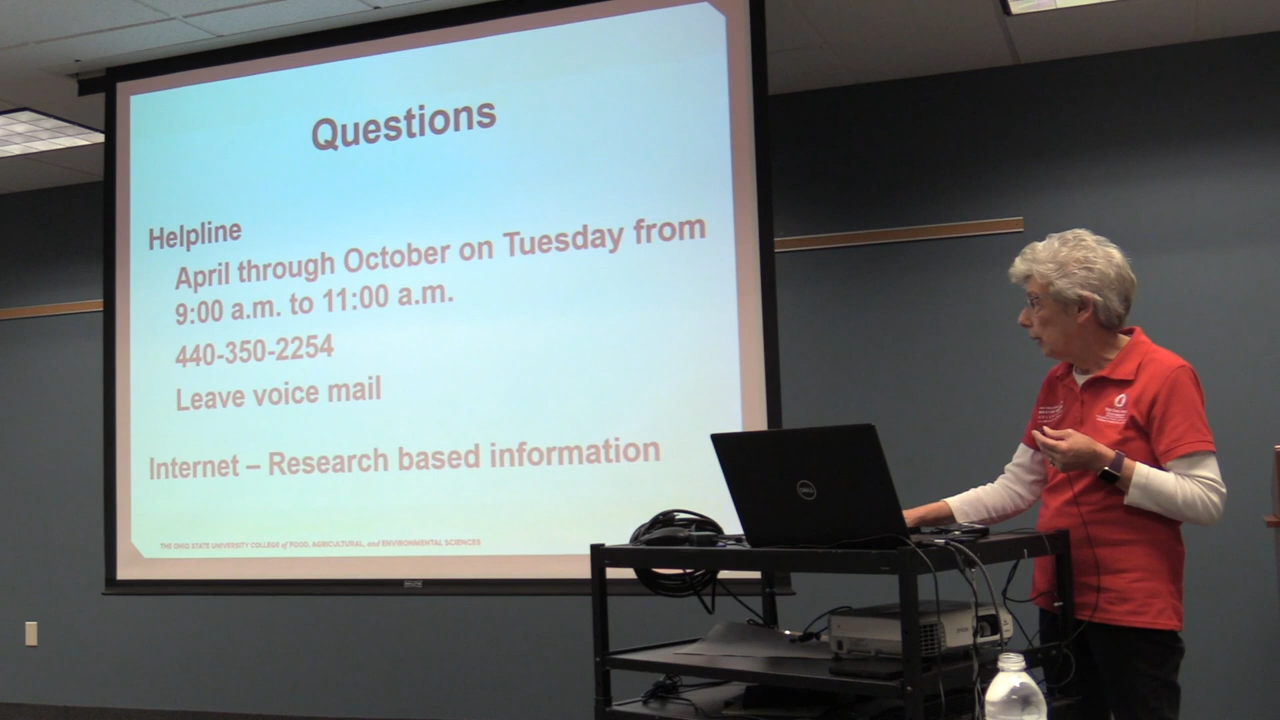 Questions
Helpline
April through October on Tuesday from
9:00 a.m. to 11:00 a.m.
440-350-2254
Leave voice mail
Internet – Research based information
THE OHIO STATE UNIVERSITY COLLEGE of FOOD, AGRICULTURAL, and ENVIRONMENTAL SCIENCES
DELL